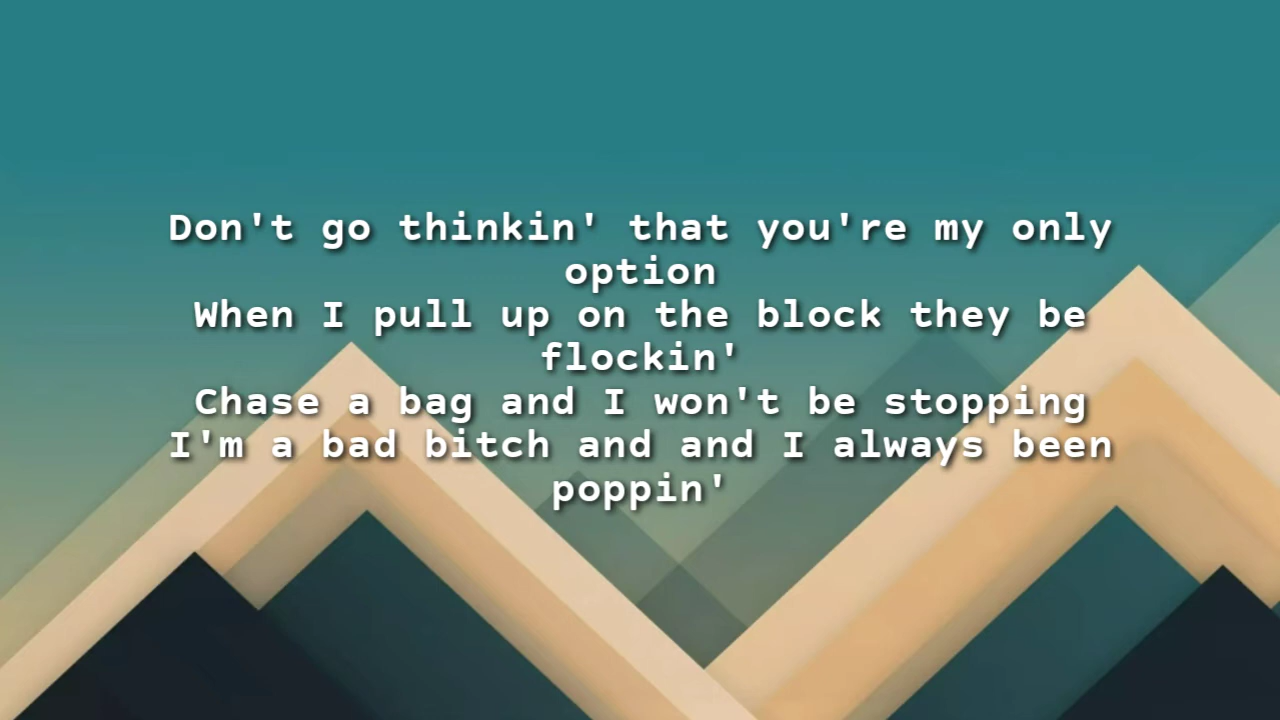 Don't go thinkin' that you're my only
option
When I pull up on the block they be
flockin'
Chase a bag and I won't be stopping
I'm a bad bitch and and I always been
poppin'